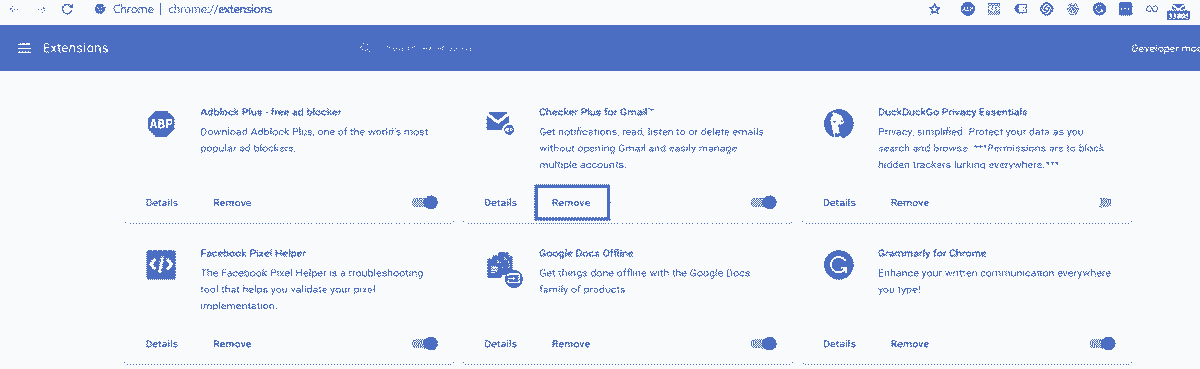 Chrome | chrome://extensions
Extensions
Developer mod
ABP
Adblock Plus - free ad blocker
Download Adblock Plus, one of the world's most
popular ad blockers.
Details Remove
Checker Plus for Gmail™
Get notifications, read, listen to or delete emails
without opening Gmail and easily manage
multiple accounts.
Details Remove
DuckDuckGo Privacy Essentials
Privacy, simplified. Protect your data as you
search and browse. ***Permissions are to block
hidden trackers lurking everywhere.***
Details Remove
</>
Facebook Pixel Helper
The Facebook Pixel Helper is a troubleshooting
tool that helps you validate your pixel
implementation.
Details Remove
Google Docs Offline
Get things done offline with the Google Docs
family of products.
Details Remove
Grammarly for Chrome
Enhance your written communication everywhere
you type!
Details Remove